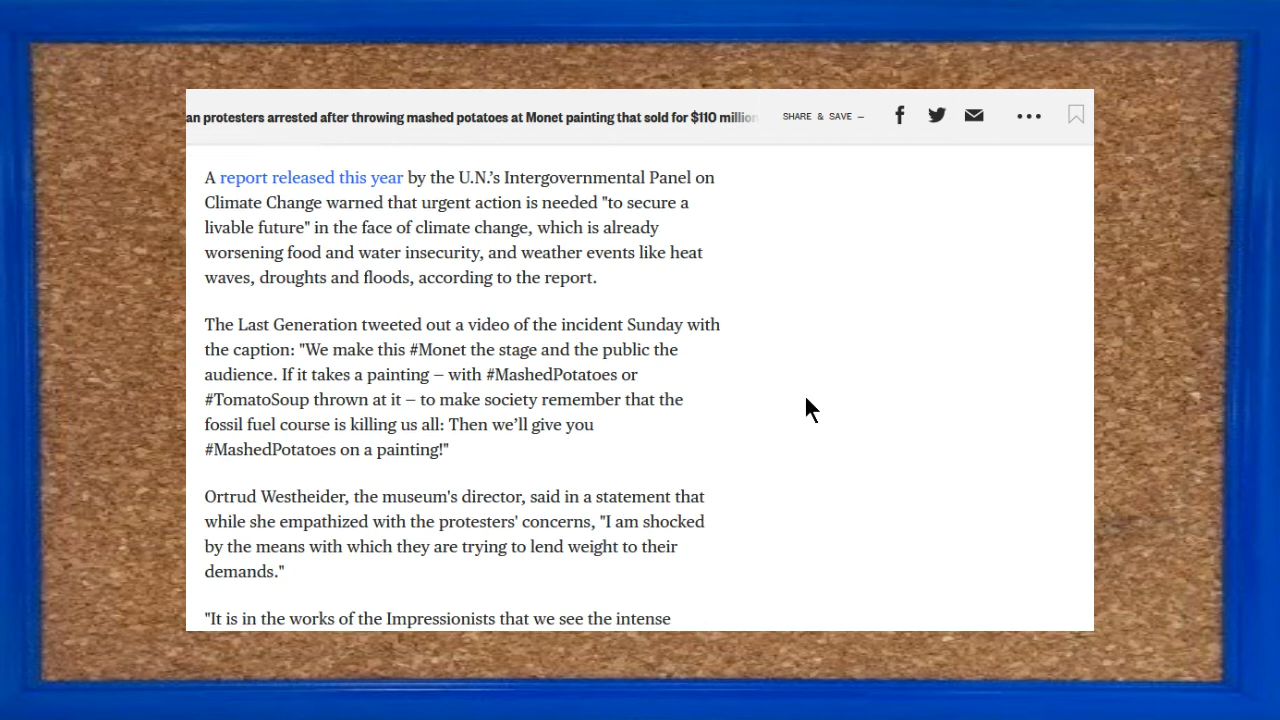 an protesters arrested after throwing mashed potatoes at Monet painting that sold for $110 million
SHARE & SAVE –
A report released this year by the U.N.'s Intergovernmental Panel on
Climate Change warned that urgent action is needed "to secure a
livable future" in the face of climate change, which is already
worsening food and water insecurity, and weather events like heat
waves, droughts and floods, according to the report.
The Last Generation tweeted out a video of the incident Sunday with
the caption: "We make this #Monet the stage and the public the
audience. If it takes a painting – with #MashedPotatoes or
#TomatoSoup thrown at it – to make society remember that the
fossil fuel course is killing us all: Then we’ll give you
#MashedPotatoes on a painting!"
Ortrud Westheider, the museum's director, said in a statement that
while she empathized with the protesters' concerns, "I am shocked
by the means with which they are trying to lend weight to their
demands."
"It is in the works of the Impressionists that we see the intense